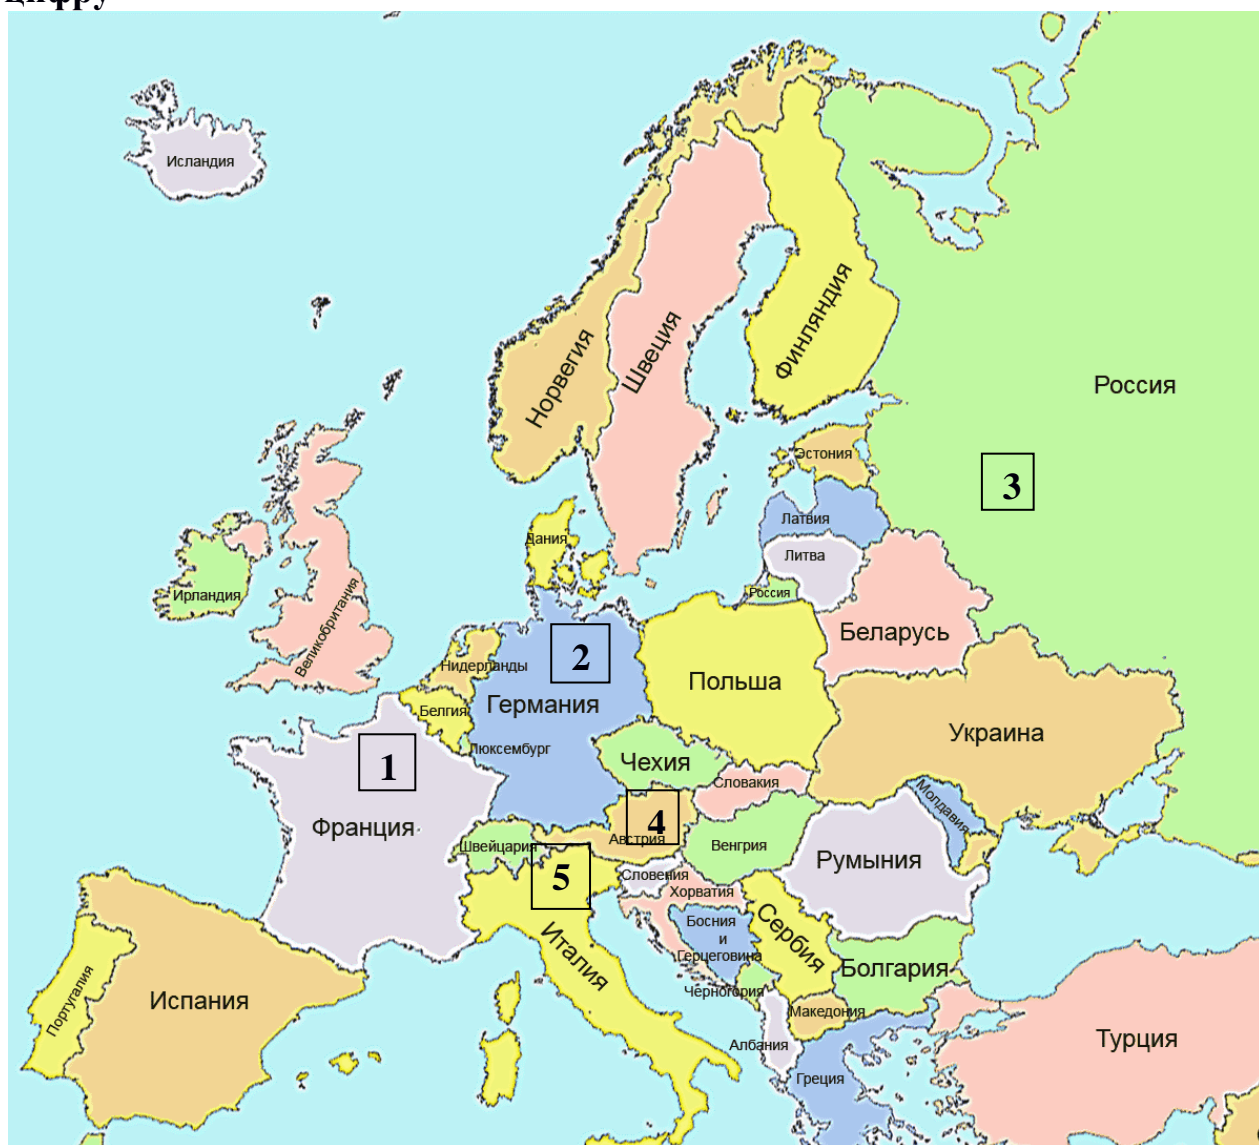 цифру
Исландия
Норвегия
Швеция
Финляндия
Россия
Эстония
3
Латвия
Дания
Литва
Россия
Ирландия
Великобритания
Беларусь
2
Нидерланды
Польша
Германия
Белгия
Украина
Люксембург
1
Чехия
Словакия
Молдавия
4
Франция
Австрия
Швейцария
Венгрия
Румыния
5
Словения
Хорватия
Босния
и
Герцеговина
Сербия
Италия
Болгария
Черногория
Испания
Португалия
Македония
Албания
Турция
Греция